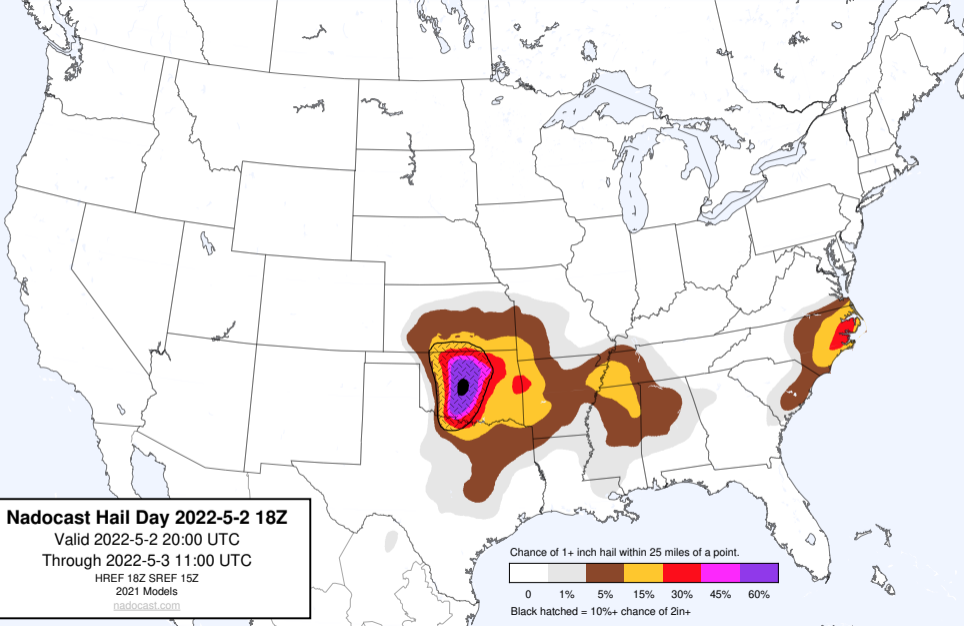 Nadocast Hail Day 2022-5-2 18Z
Valid 2022-5-2 20:00 UTC
Through 2022-5-3 11:00 UTC
HREF 18Z SREF 15Z
2021 Models
nadocast.com
Chance of 1+ inch hail within 25 miles of a point.
0 1% 5% 15% 30% 45% 60%
Black hatched = 10%+ chance of 2in+